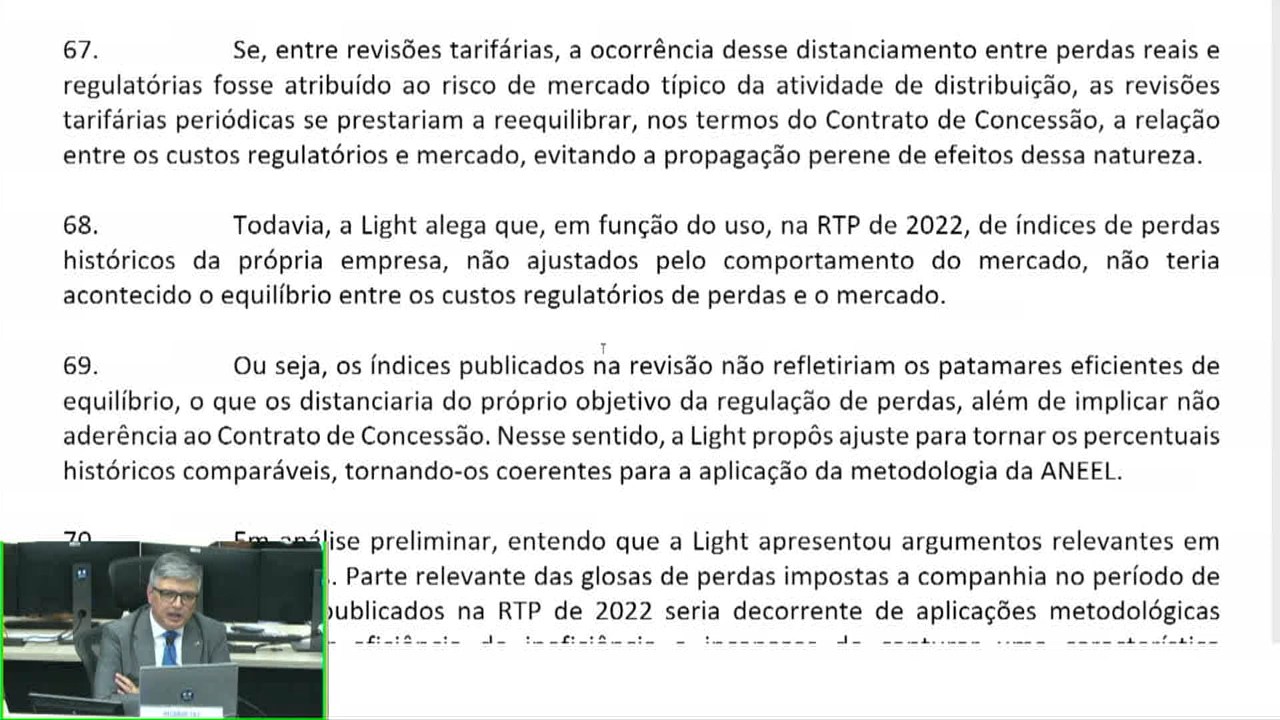 67. Se, entre revisões tarifárias, a ocorrência desse distanciamento entre perdas reais e
regulatórias fosse atribuído ao risco de mercado típico da atividade de distribuição, as revisões
tarifárias periódicas se prestariam a reequilibrar, nos termos do Contrato de Concessão, a relação
entre os custos regulatórios e mercado, evitando a propagação perene de efeitos dessa natureza.
68. Todavia, a Light alega que, em função do uso, na RTP de 2022, de índices de perdas
históricos da própria empresa, não ajustados pelo comportamento do mercado, não teria
acontecido o equilíbrio entre os custos regulatórios de perdas e o mercado.
69. Ou seja, os índices publicados na revisão não refletiriam os patamares eficientes de
equilíbrio, o que os distanciaria do próprio objetivo da regulação de perdas, além de implicar não
aderência ao Contrato de Concessão. Nesse sentido, a Light propôs ajuste para tornar os percentuais
históricos comparáveis, tornando-os coerentes para a aplicação da metodologia da ANEEL.
70. Em análise preliminar, entendo que a Light apresentou argumentos relevantes em
. Parte relevante das glosas de perdas impostas a companhia no período de
publicados na RTP de 2022 seria decorrente de aplicações metodológicas